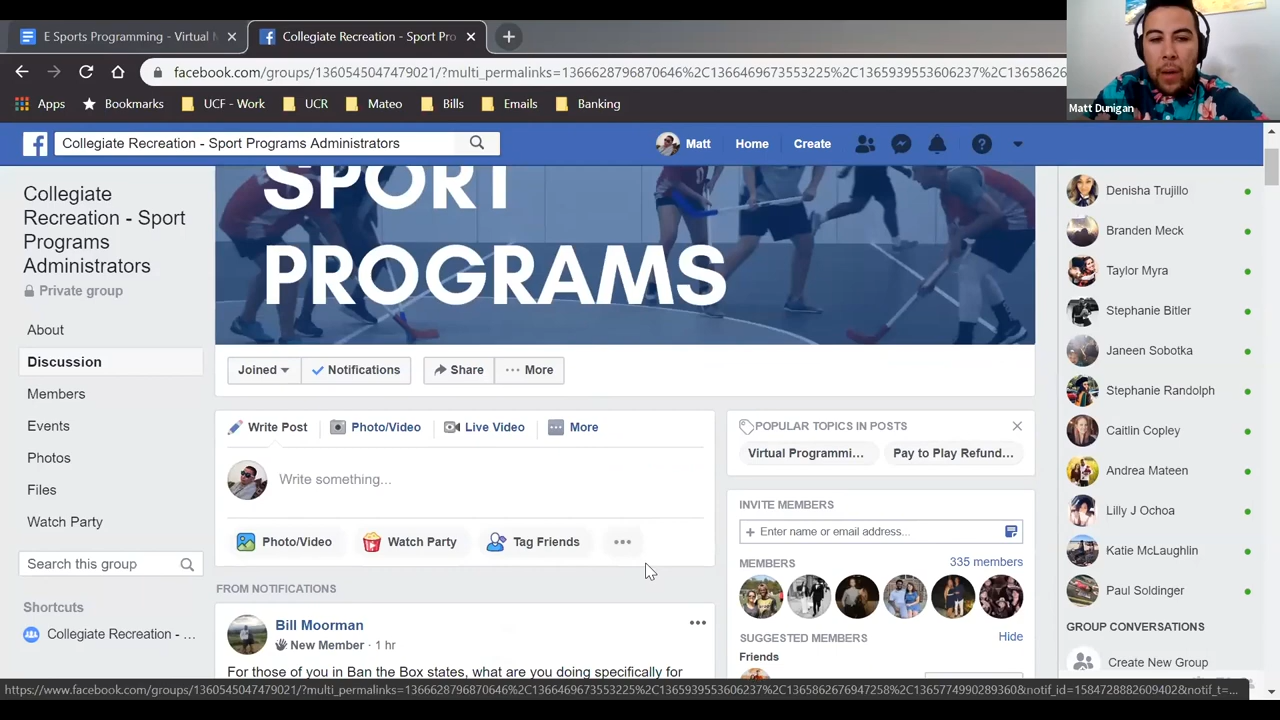 E Sports Programming - Virtual M
Collegiate Recreation - Sport Pro
facebook.com/groups/1360545047479021/?multi_permalinks=1366628796870646%2C1366469673553225%2C1365939553606237%2C13658626
Apps
Bookmarks
UCF - Work
UCR
Mateo
Bills
Emails
Banking
Matt Dunigan
Collegiate Recreation - Sport Programs Administrators
Matt
Home
Create
Collegiate
Recreation - Sport
Programs
Administrators
Private group
About
Discussion
Members
Events
Photos
Files
Watch Party
Search this group
Shortcuts
Collegiate Recreation - ...
SPORT
PROGRAMS
Joined
Notifications
Share
More
Write Post
Photo/Video
Live Video
More
Write something...
Photo/Video
Watch Party
Tag Friends
FROM NOTIFICATIONS
Bill Moorman
New Member · 1 hr
For those of you in Ban the Box states, what are you doing specifically for
POPULAR TOPICS IN POSTS
Virtual Programmi...
Pay to Play Refund...
INVITE MEMBERS
Enter name or email address...
MEMBERS
335 members
SUGGESTED MEMBERS
Hide
Friends
Denisha Trujillo
Branden Meck
Taylor Myra
Stephanie Bitler
Janeen Sobotka
Stephanie Randolph
Caitlin Copley
Andrea Mateen
Lilly J Ochoa
Katie McLaughlin
Paul Soldinger
GROUP CONVERSATIONS
Create New Group
https://www.facebook.com/groups/1360545047479021/?multi_permalinks=1366628796870646%2C1366469673553225%2C1365939553606237%2C1365862676947258%2C1365774990289360&notif_id=1584728882609402&notif_t=...